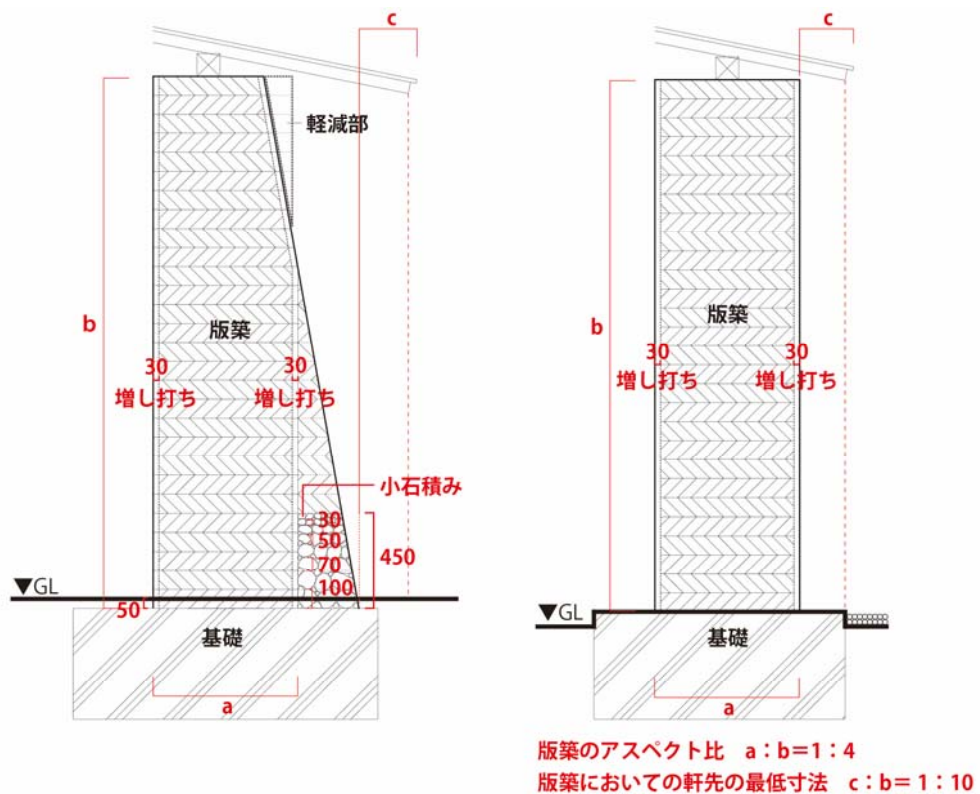 c
軽減部
b
版築
30
増し打ち
30
増し打ち
小石積み
30
50
70
100
450
▼GL
50
基礎
a
c
b
版築
30
増し打ち
30
増し打ち
▼GL
基礎
a
版築のアスペクト比 a:b=1:4
版築においての軒先の最低寸法 c:b= 1:10